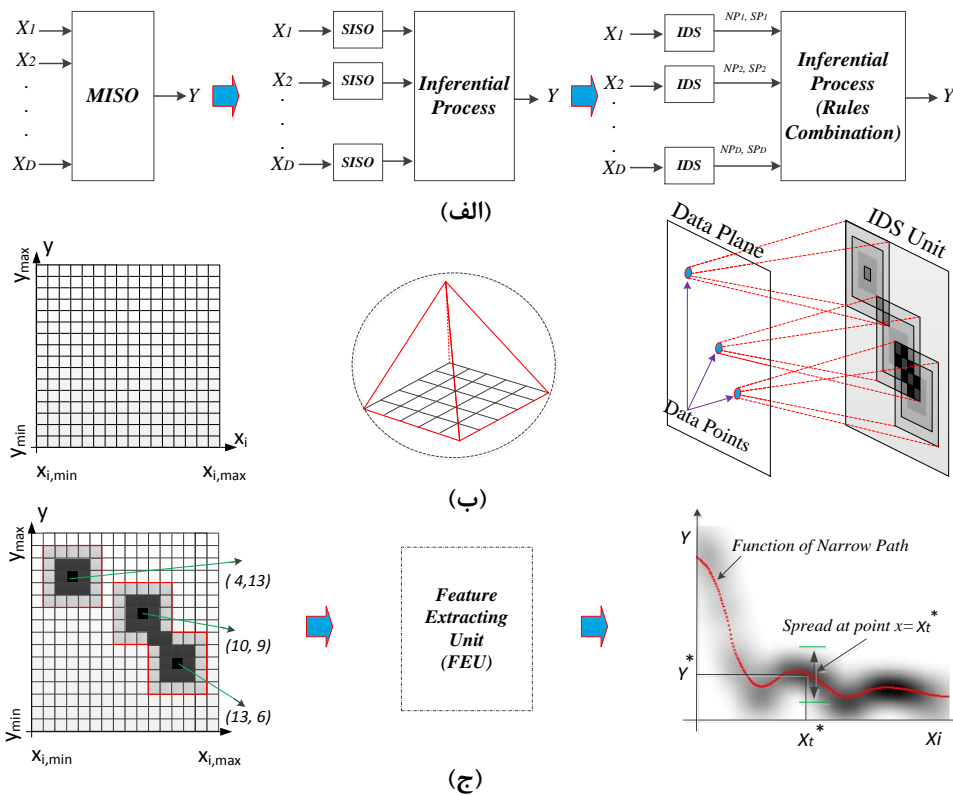 X1
X2
.
.
.
XD
MISO
Y
X1
X2
.
.
.
XD
SISO
SISO
SISO
Inferential
Process
Y
X1
X2
.
.
.
XD
IDS
IDS
IDS
NP1, SP1
NP2, SP2
NPD, SPD
Inferential
Process
(Rules
Combination)
Y
(الف)
y
ymax
ymin
xi
xi,min
xi,max
Data Plane
IDS Unit
Data Points
(ب)
y
ymax
ymin
xi,min
xi,max
(4,13)
(10, 9)
(13, 6)
Feature
Extracting
Unit
(FEU)
Y
Function of Narrow Path
Spread at point x= Xt*
Y*
Xt*
Xi
(ج)